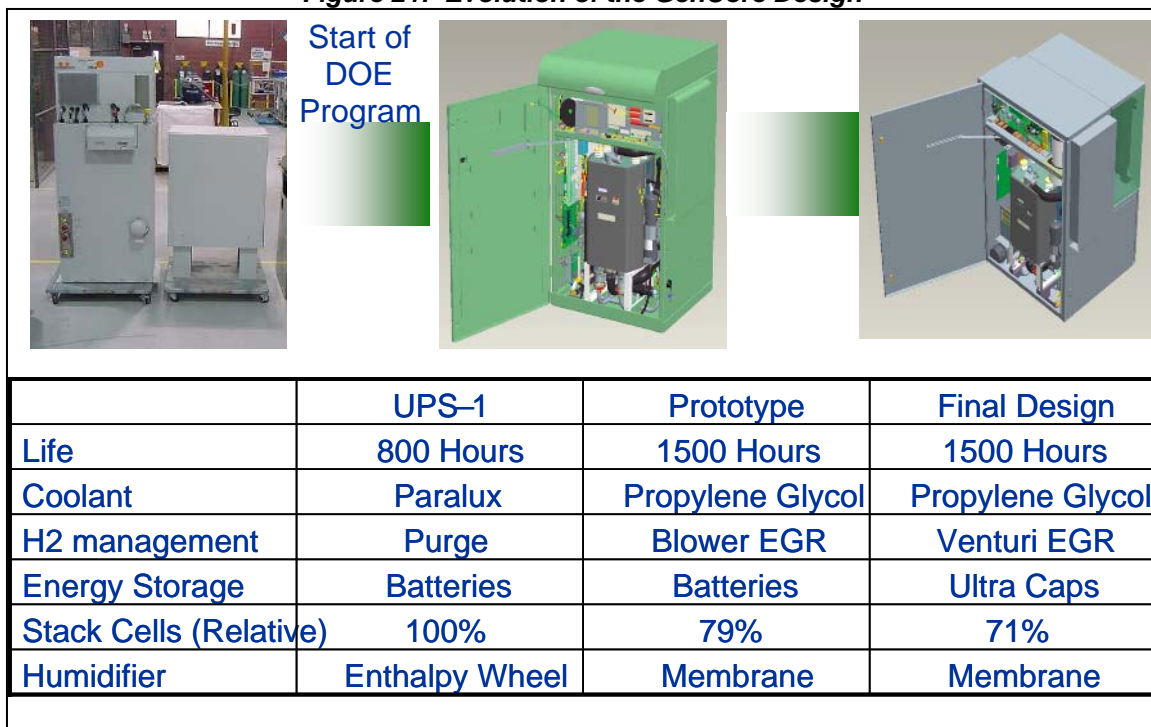 Start of
DOE
Program
UPS–1 Prototype Final Design
Life 800 Hours 1500 Hours 1500 Hours
Coolant Paralux Propylene Glycol Propylene Glycol
H2 management Purge Blower EGR Venturi EGR
Energy Storage Batteries Batteries Ultra Caps
Stack Cells (Relative) 100% 79% 71%
Humidifier Enthalpy Wheel Membrane Membrane